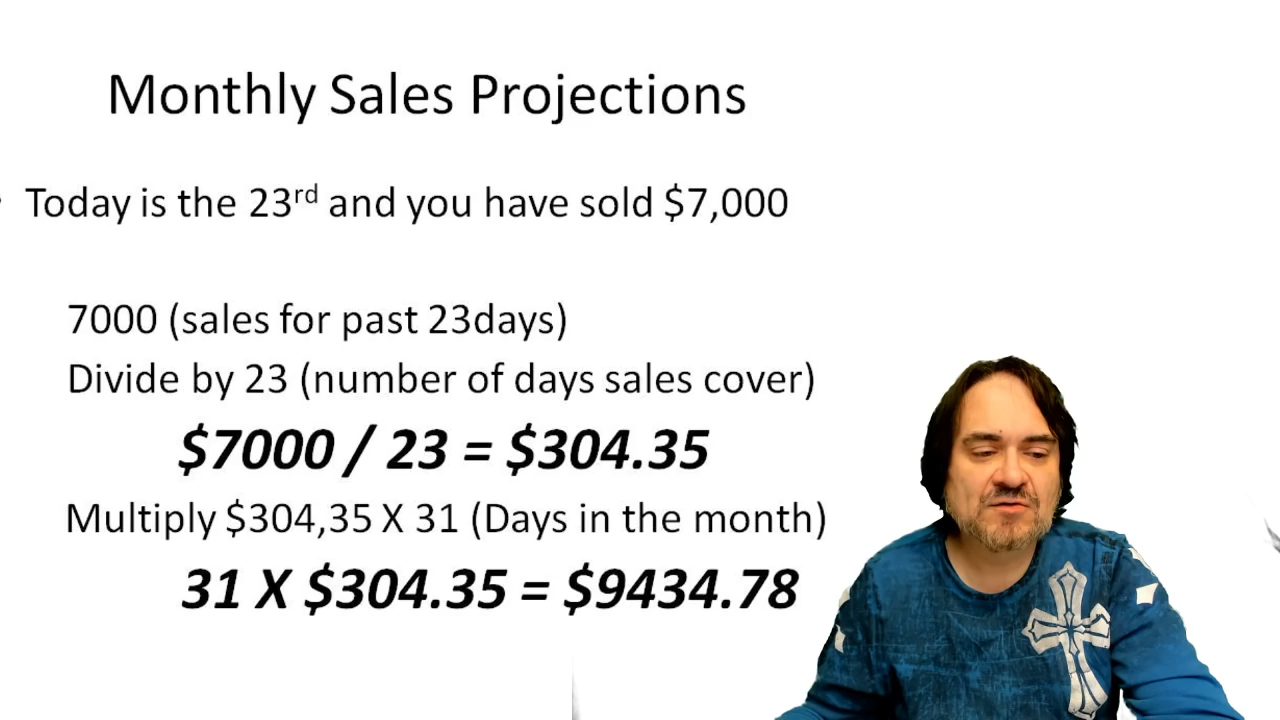 Monthly Sales Projections
• Today is the 23rd and you have sold $7,000
7000 (sales for past 23days)
Divide by 23 (number of days sales cover)
$7000 / 23 = $304.35
Multiply $304,35 X 31 (Days in the month)
31 X $304.35 = $9434.78